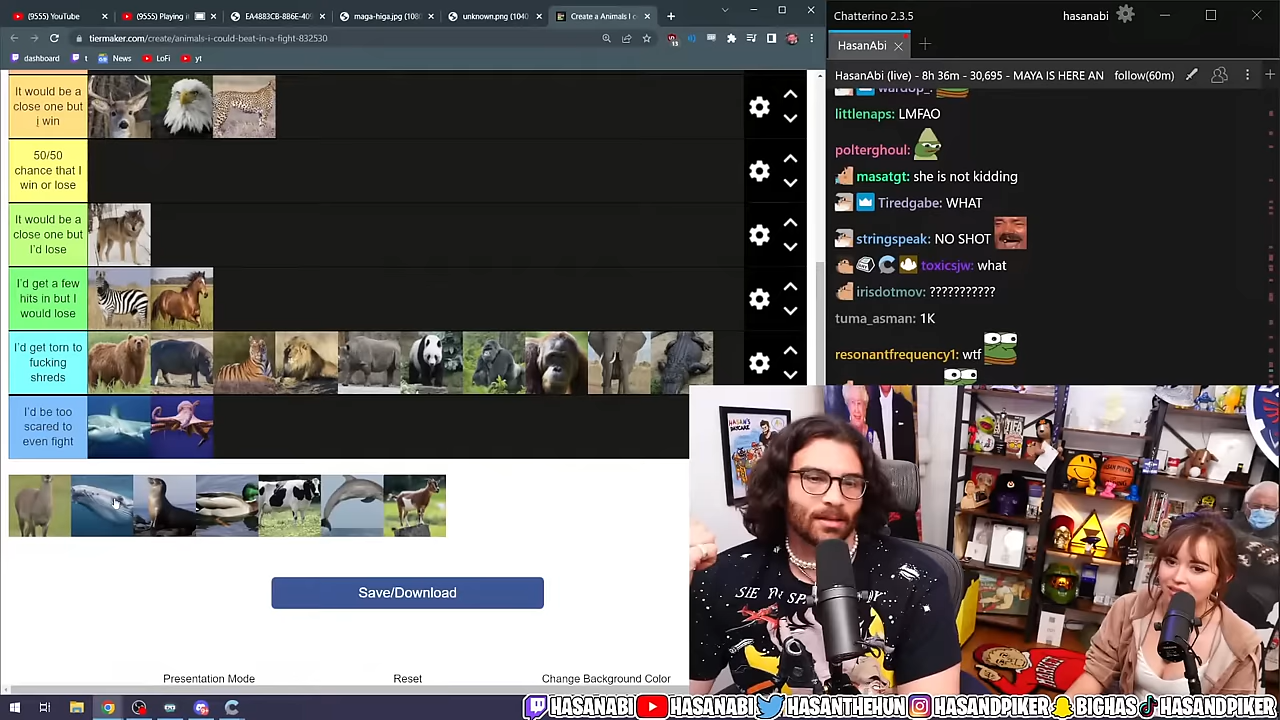 (9555) YouTube
(9555) Playing
EA4883CB-886E-40
maga-higa.jpg (108
unknown.png (1040
Create a Animals I
tiermaker.com/create/animals-i-could-beat-in-a-fight-832530
13
dashboard
t
News
LoFi
yt
It would be a
close one but
i win
50/50
chance that I
win or lose
It would be a
close one but
I'd lose
I'd get a few
hits in but I
would lose
I'd get torn to
fucking
shreds
I'd be too
scared to
even fight
Save/Download
Presentation Mode
Reset
Change Background Color
Chatterino 2.3.5
hasanabi
HasanAbi
HasanAbi (live) - 8h 36m - 30,695 - MAYA IS HERE AN
follow(60m)
wardup_:
littlenaps: LMFAO
polterghoul:
masatgt: she is not kidding
Tiredgabe: WHAT
stringspeak: NO SHOT
toxicsjw: what
irisdotmov: ???????????
tuma_asman: 1K
resonantfrequency1: wtf
HASAN'S
DAYCARE
MARKET
HASANABI
HASANABI
HASANTHEHUN
HASANDPIKER
BIGHAS
HASANDPIKER